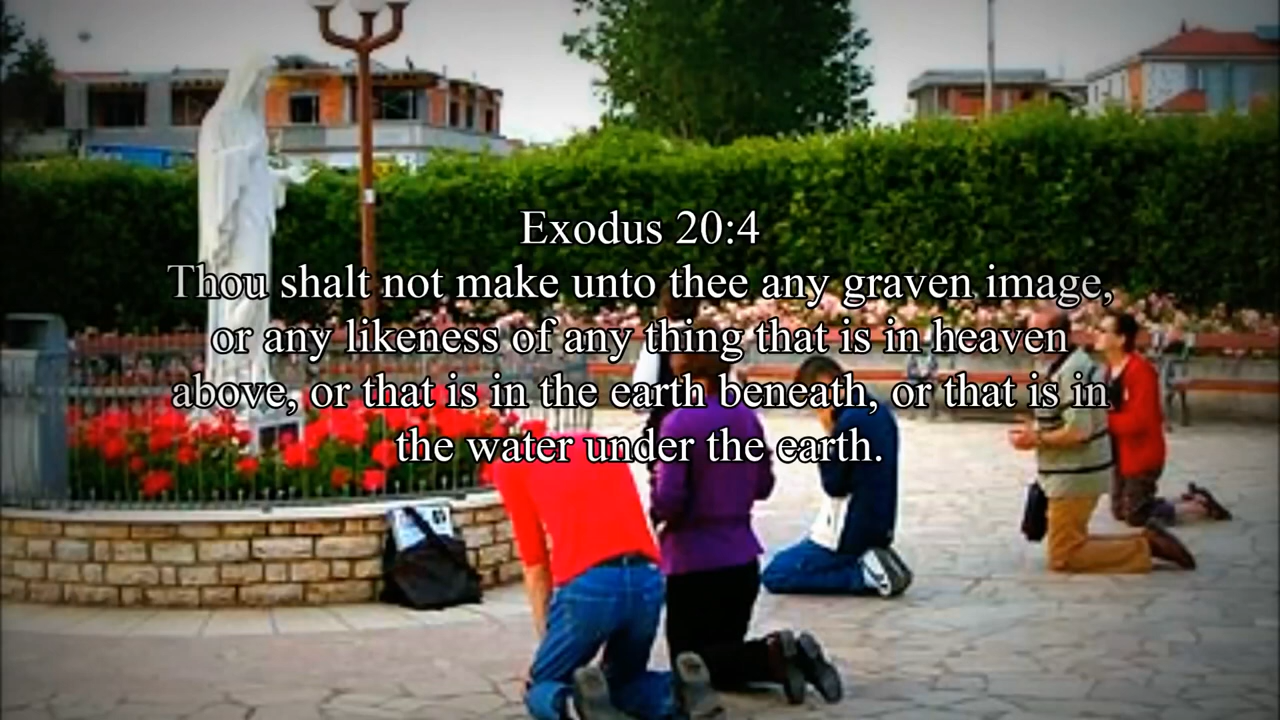 Exodus 20:4
Thou shalt not make unto thee any graven image,
or any likeness of any thing that is in heaven
above, or that is in the earth beneath, or that is in
the water under the earth.